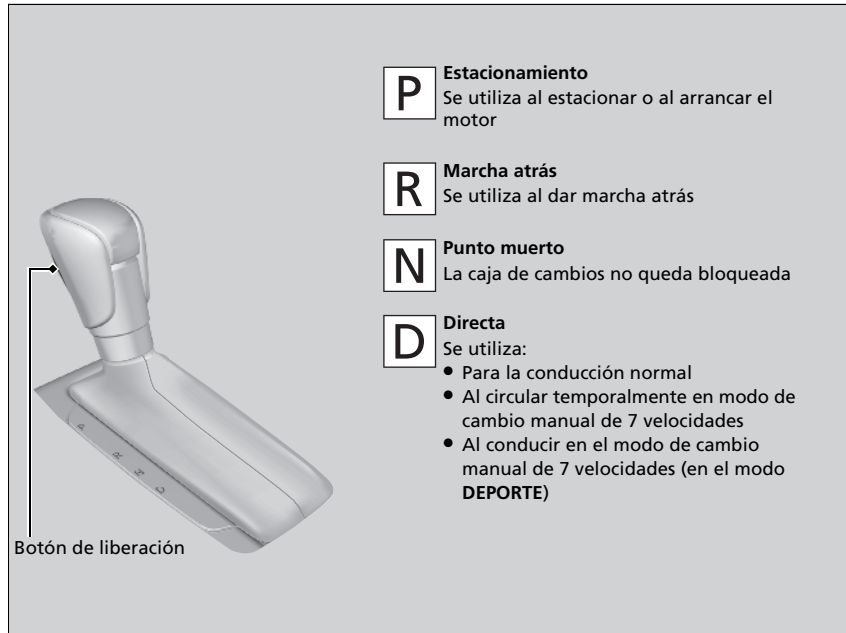 P
Estacionamiento
Se utiliza al estacionar o al arrancar el
motor
R
Marcha atrás
Se utiliza al dar marcha atrás
N
Punto muerto
La caja de cambios no queda bloqueada
D
Directa
Se utiliza:
● Para la conducción normal
● Al circular temporalmente en modo de
cambio manual de 7 velocidades
● Al conducir en el modo de cambio
manual de 7 velocidades (en el modo
DEPORTE)
P
R
N
D
Botón de liberación